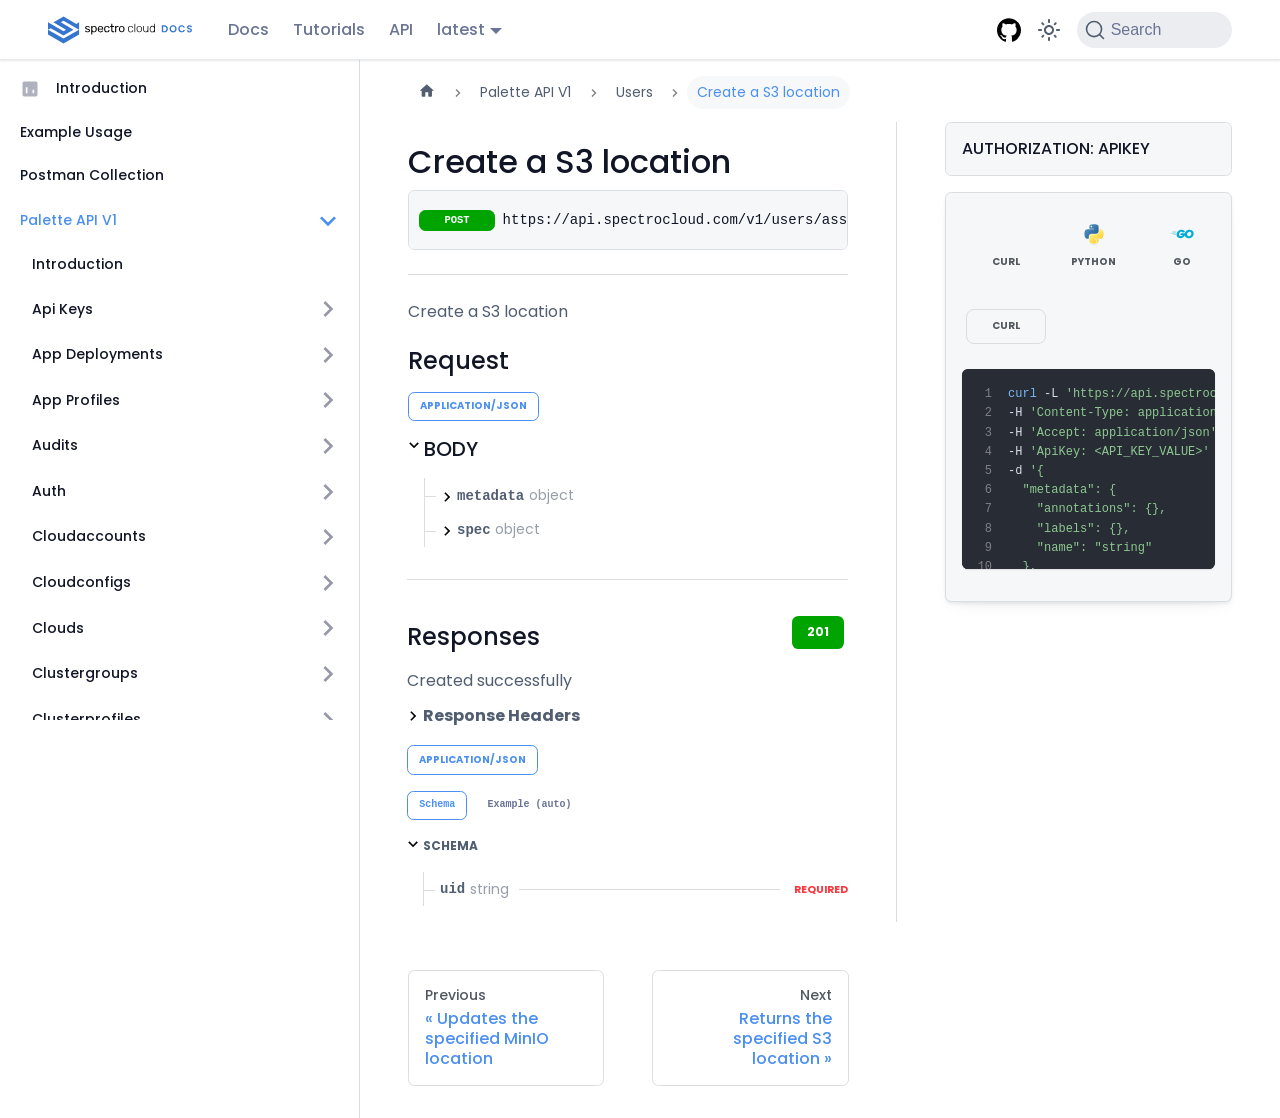 spectro cloud DOCS
Docs
Tutorials
API
latest
Search
Introduction
Example Usage
Postman Collection
Palette API V1
Introduction
Api Keys
App Deployments
App Profiles
Audits
Auth
Cloudaccounts
Cloudconfigs
Clouds
Clustergroups
Clusterprofiles
Palette API V1
Users
Create a S3 location
Create a S3 location
POST https://api.spectrocloud.com/v1/users/ass
Create a S3 location
Request
APPLICATION/JSON
BODY
metadata object
spec object
Responses
201
Created successfully
Response Headers
APPLICATION/JSON
Schema
Example (auto)
SCHEMA
uid string
REQUIRED
Previous
« Updates the
specified MinIO
location
Next
Returns the
specified S3
location »
AUTHORIZATION: APIKEY
CURL
PYTHON
GO
CURL
1 curl -L 'https://api.spectroc
2 -H 'Content-Type: application
3 -H 'Accept: application/json'
4 -H 'ApiKey: <API_KEY_VALUE>'
5 -d '{
6 "metadata": {
7 "annotations": {},
8 "labels": {},
9 "name": "string"
10 },